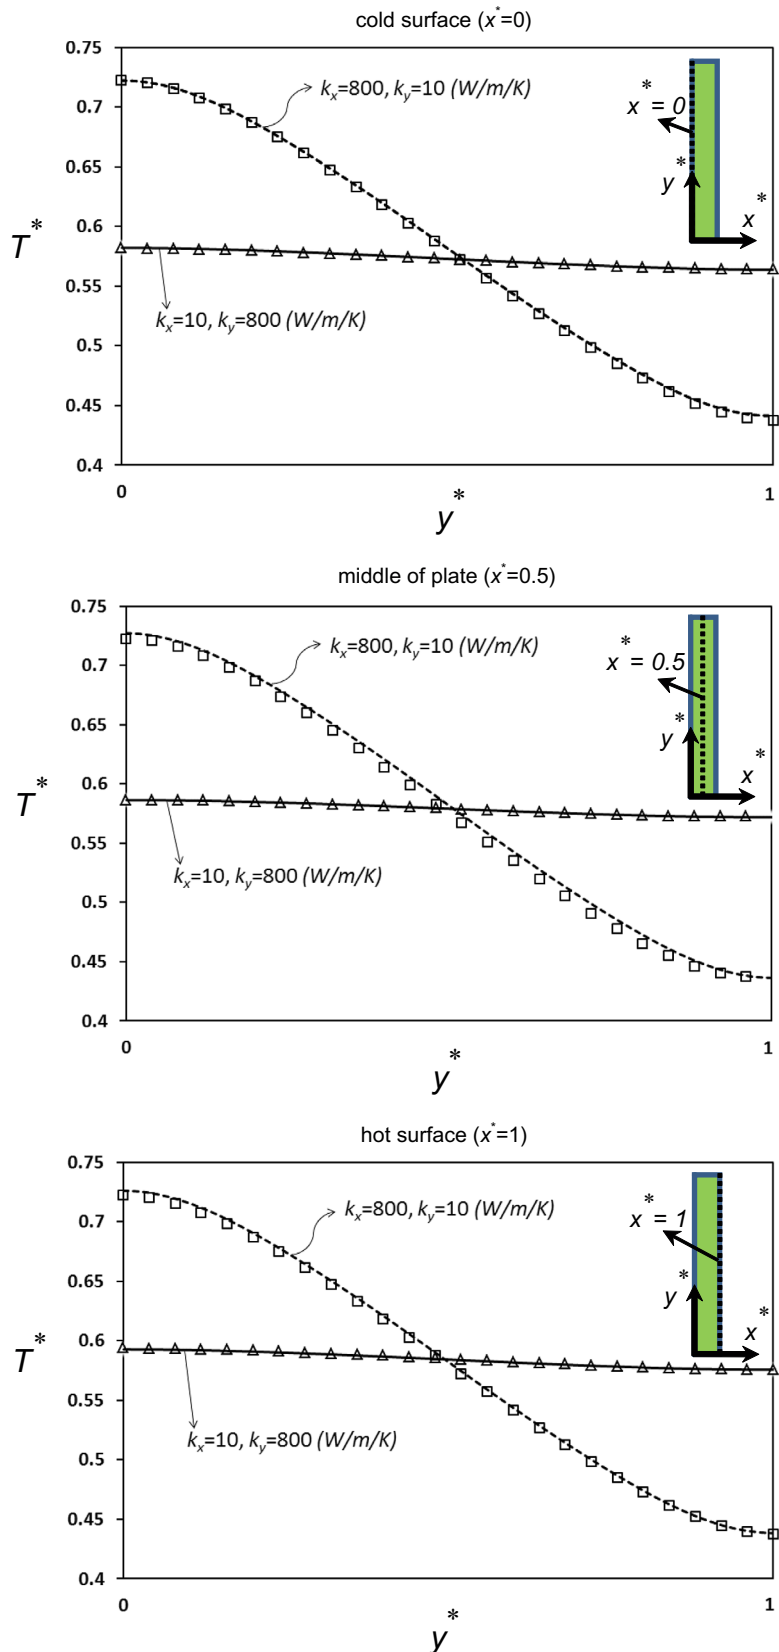 cold surface (x*=0)
0.75
0.7
0.65
0.6
0.55
0.5
0.45
0.4
T*
kx=800, ky=10 (W/m/K)
kx=10, ky=800 (W/m/K)
x*= 0
y*
x*
0
1
y*
middle of plate (x*=0.5)
0.75
0.7
0.65
0.6
0.55
0.5
0.45
0.4
T*
kx=800, ky=10 (W/m/K)
kx=10, ky=800 (W/m/K)
x*= 0.5
y*
x*
0
1
y*
hot surface (x*=1)
0.75
0.7
0.65
0.6
0.55
0.5
0.45
0.4
T*
kx=800, ky=10 (W/m/K)
kx=10, ky=800 (W/m/K)
x*= 1
y*
x*
0
1
y*